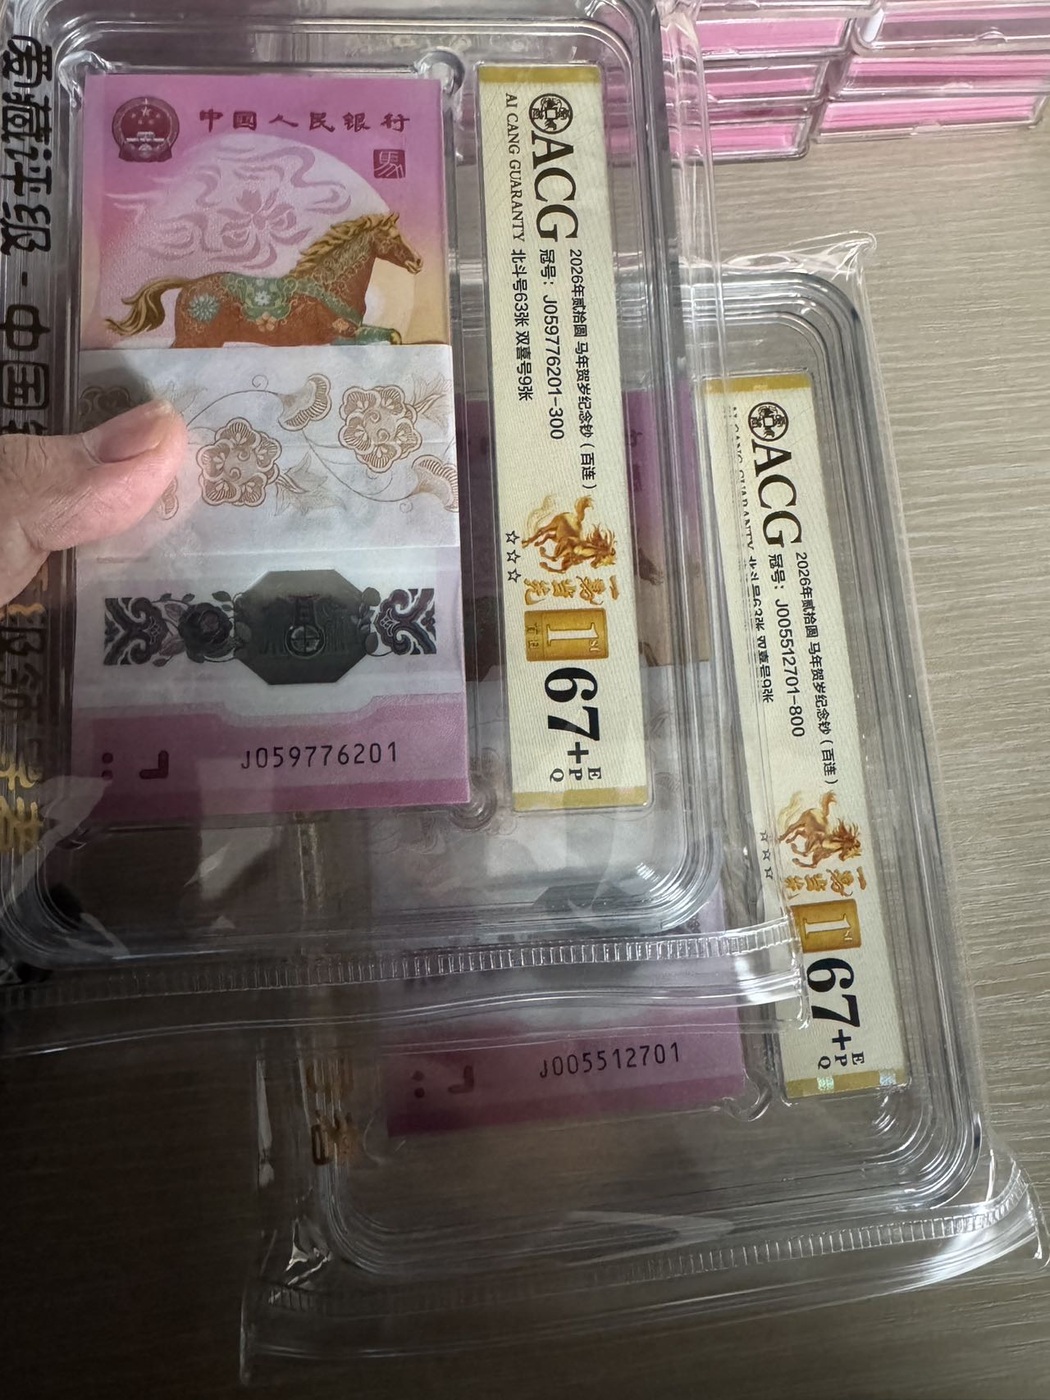 爱藏评级 - 中国
中国人民银行
馬
J059776201
ACG
AI CANG GUARANTY
2026年贰拾圆 马年贺岁纪念钞（百连）
冠号：J059776201-300
北斗号63张 双喜号9张
☆☆☆
1
67+
EPQ
J005512701
ACG
AI CANG GUARANTY
2026年贰拾圆 马年贺岁纪念钞（百连）
冠号：J005512701-800
北斗号63张 双喜号9张
☆☆☆
1
67+
EPQ